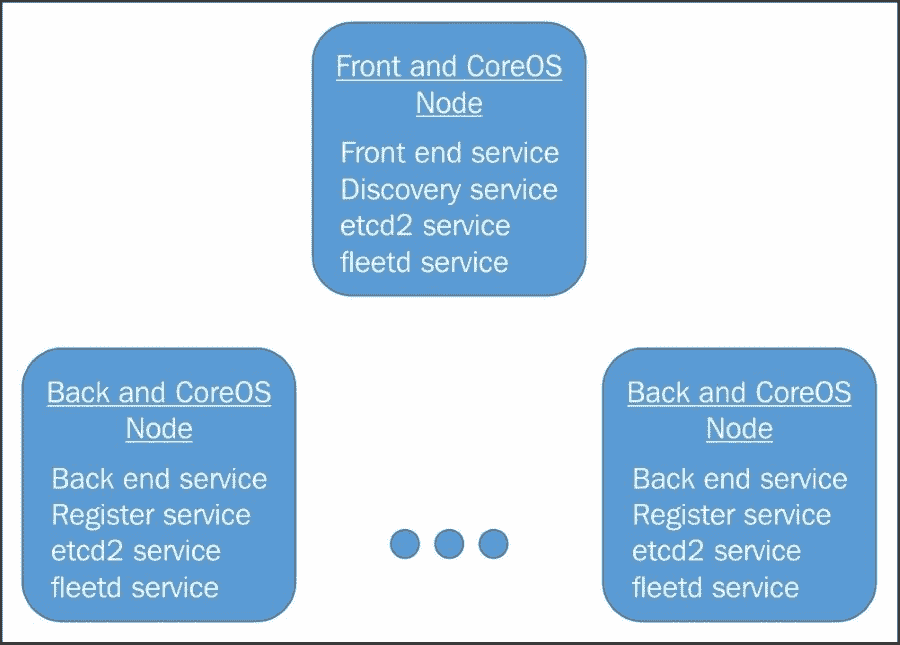 Front and CoreOS
Node
Front end service
Discovery service
etcd2 service
fleetd service
Back and CoreOS
Node
Back end service
Register service
etcd2 service
fleetd service
Back and CoreOS
Node
Back end service
Register service
etcd2 service
fleetd service